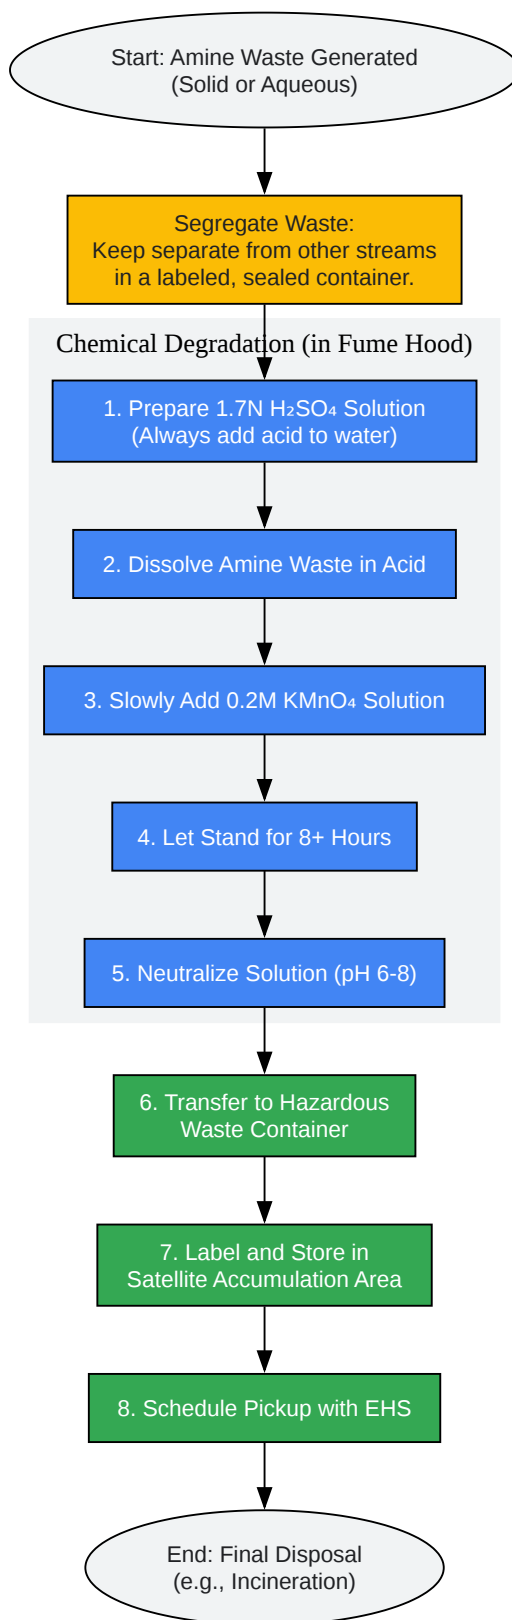 Start: Amine Waste Generated
(Solid or Aqueous)
Segregate Waste:
Keep separate from other streams
in a labeled, sealed container.
Chemical Degradation (in Fume Hood)
1. Prepare 1.7N H₂SO₄ Solution
(Always add acid to water)
2. Dissolve Amine Waste in Acid
3. Slowly Add 0.2M KMnO₄ Solution
4. Let Stand for 8+ Hours
5. Neutralize Solution (pH 6-8)
6. Transfer to Hazardous
Waste Container
7. Label and Store in
Satellite Accumulation Area
8. Schedule Pickup with EHS
End: Final Disposal
(e.g., Incineration)